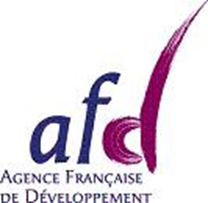 afd
AGENCE FRANÇAISE
DE DÉVELOPPEMENT